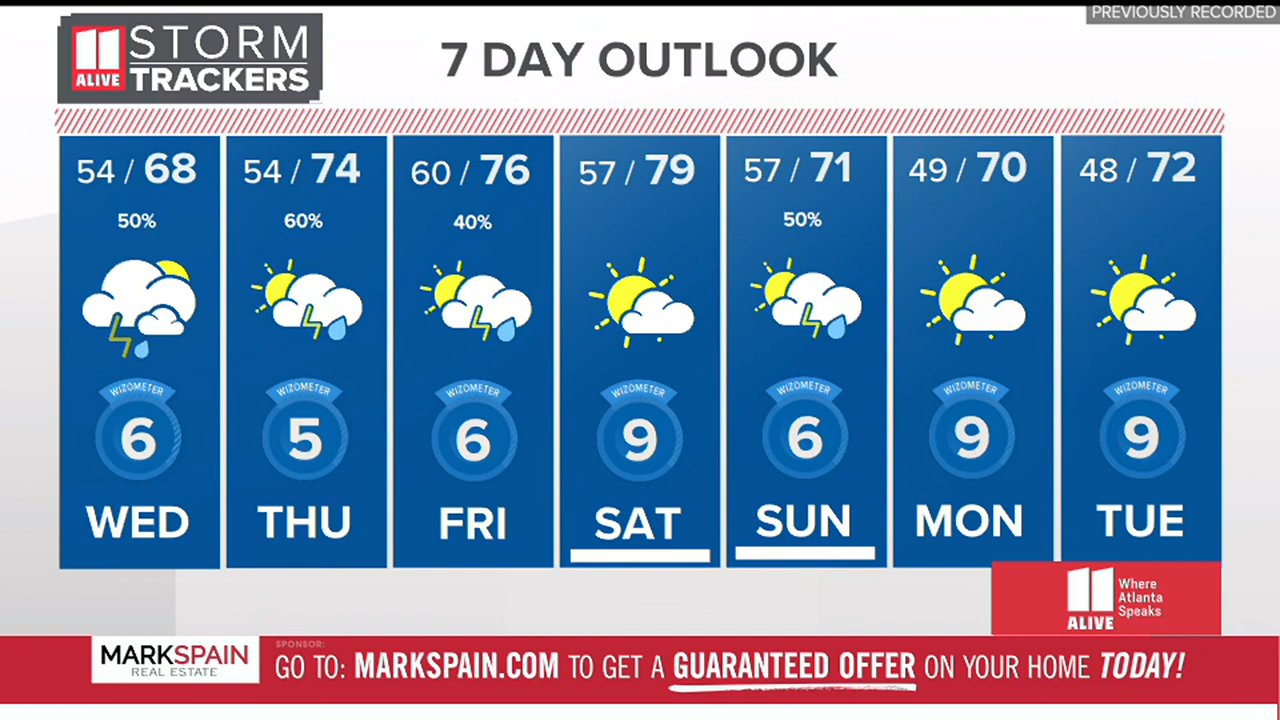 PREVIOUSLY RECORDED
11 ALIVE
STORM
TRACKERS
7 DAY OUTLOOK
54 / 68
50%
WIZOMETER
6
WED
54 / 74
60%
WIZOMETER
5
THU
60 / 76
40%
WIZOMETER
6
FRI
57 / 79
WIZOMETER
9
SAT
57 / 71
50%
WIZOMETER
6
SUN
49 / 70
WIZOMETER
9
MON
48 / 72
WIZOMETER
9
TUE
11 ALIVE
Where
Atlanta
Speaks
MARKSPAIN
REAL ESTATE
SPONSOR:
GO TO: MARKSPAIN.COM TO GET A GUARANTEED OFFER ON YOUR HOME TODAY!